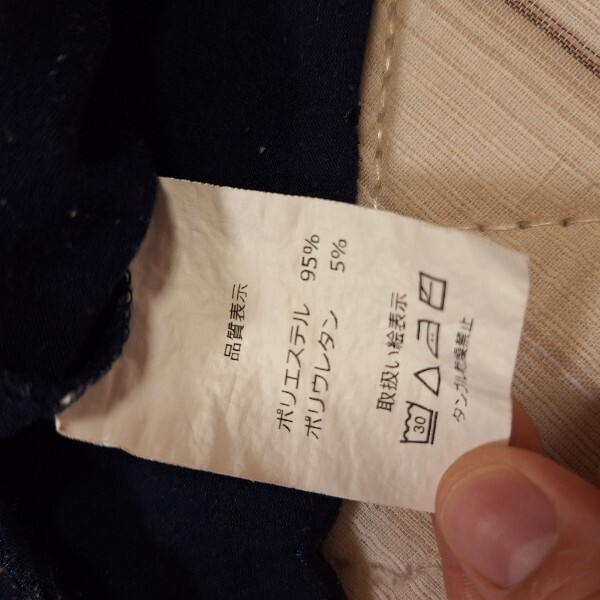 品質表示
ポリエステル 95%
ポリウレタン 5%
取扱い絵表示
30
タンブル乾燥禁止